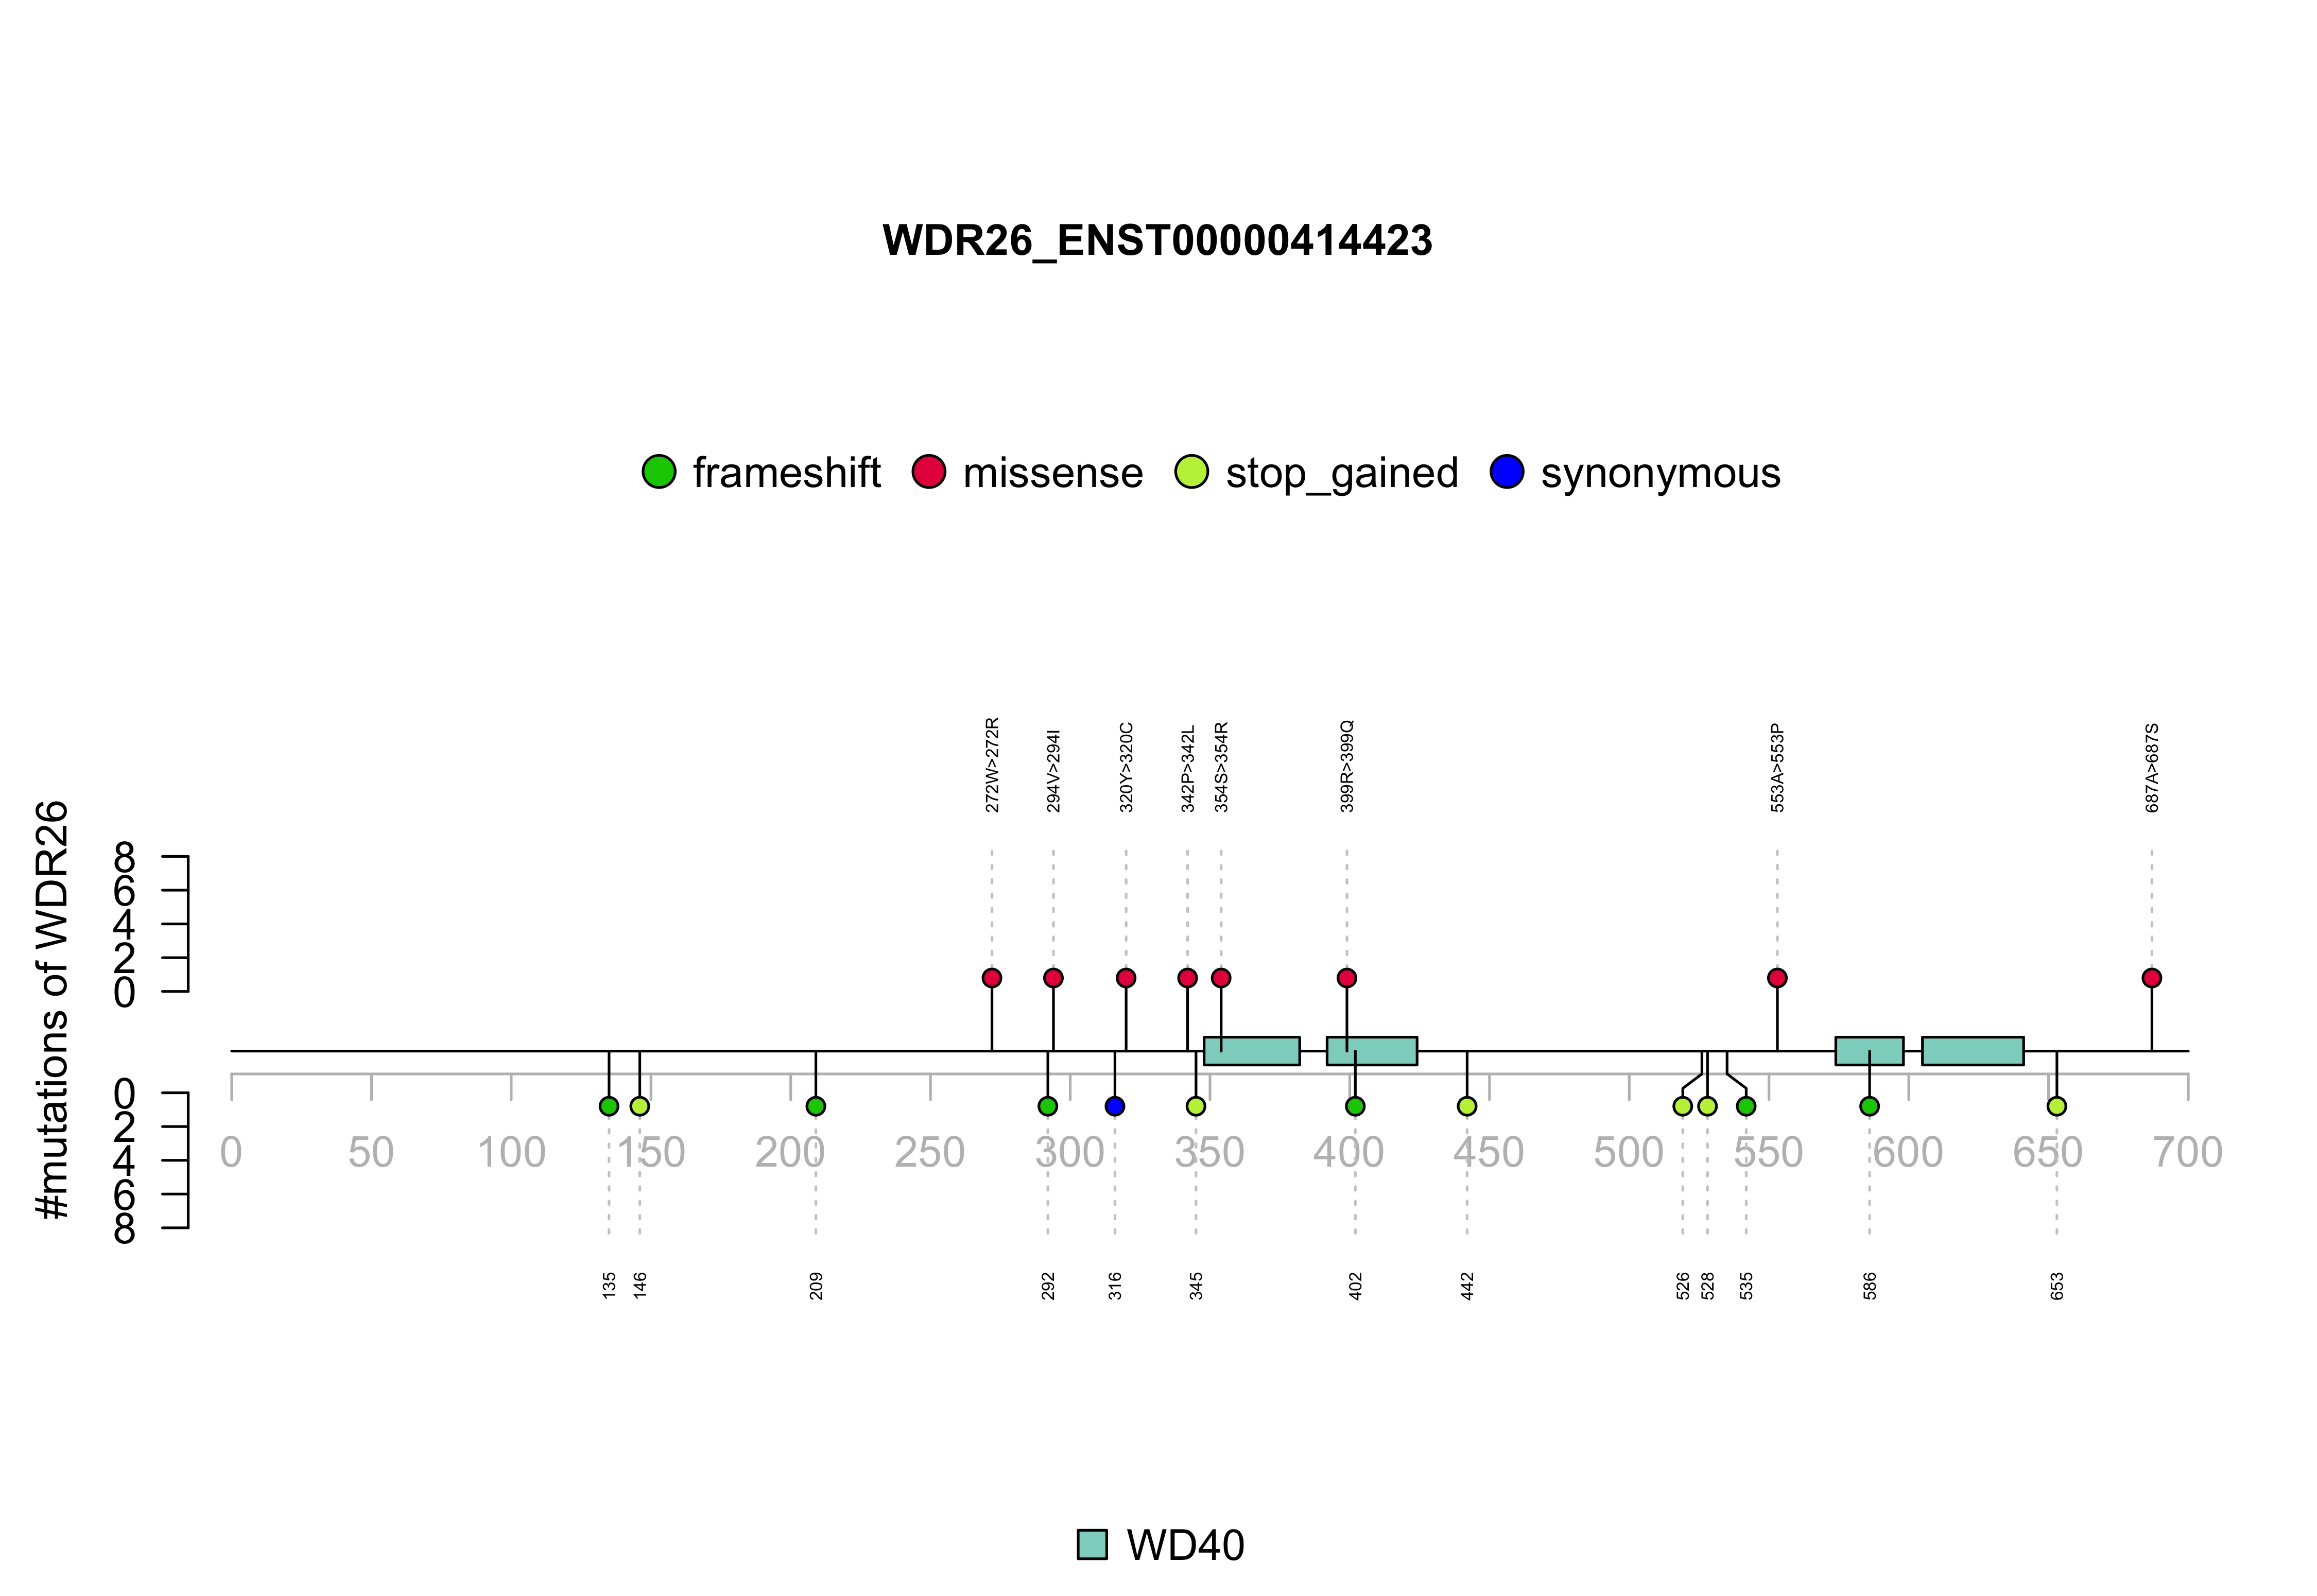 WDR26_ENST00000414423
frameshift missense stop_gained synonymous
272W>272R 294V>294I 320Y>320C 342P>342L 354S>354R 399R>399Q 553A>553P 687A>687S
#mutations of WDR26
8
6
4
2
0
0
2
4
6
8
0 50 100 150 200 250 300 350 400 450 500 550 600 650 700
135 146 209 292 316 345 402 442 526 528 535 586 653
WD40